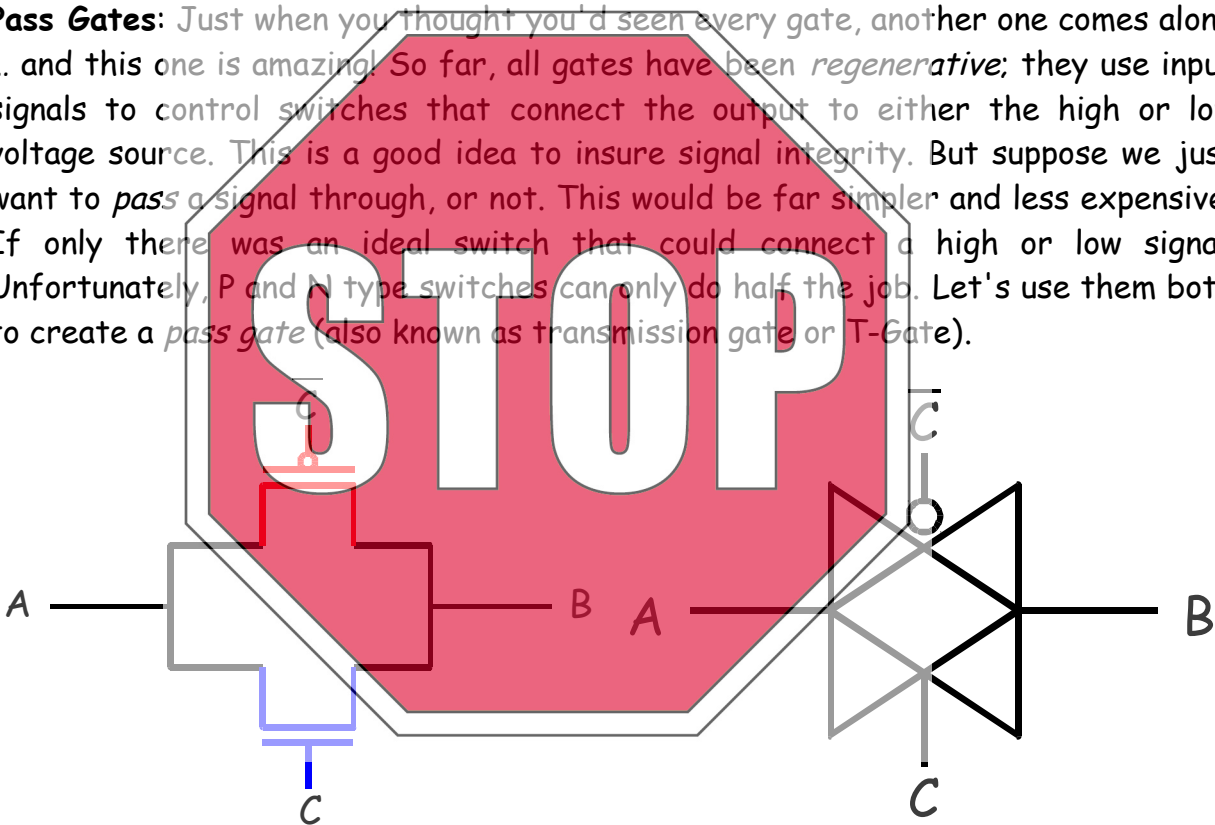 Pass Gates: Just when you thought you'd seen every gate, another one comes alon
.. and this one is amazing! So far, all gates have been regenerative; they use inpu
signals to control switches that connect the output to either the high or lo
voltage source. This is a good idea to insure signal integrity. But suppose we jus
want to pass a signal through, or not. This would be far simpler and less expensive
If only there was an ideal switch that could connect a high or low signa
Unfortunately, P and N type switches can only do half the job. Let's use them bot
to create a pass gate (also known as transmission gate or T-Gate).
STOP
C̅ C̅
A B A B
C C